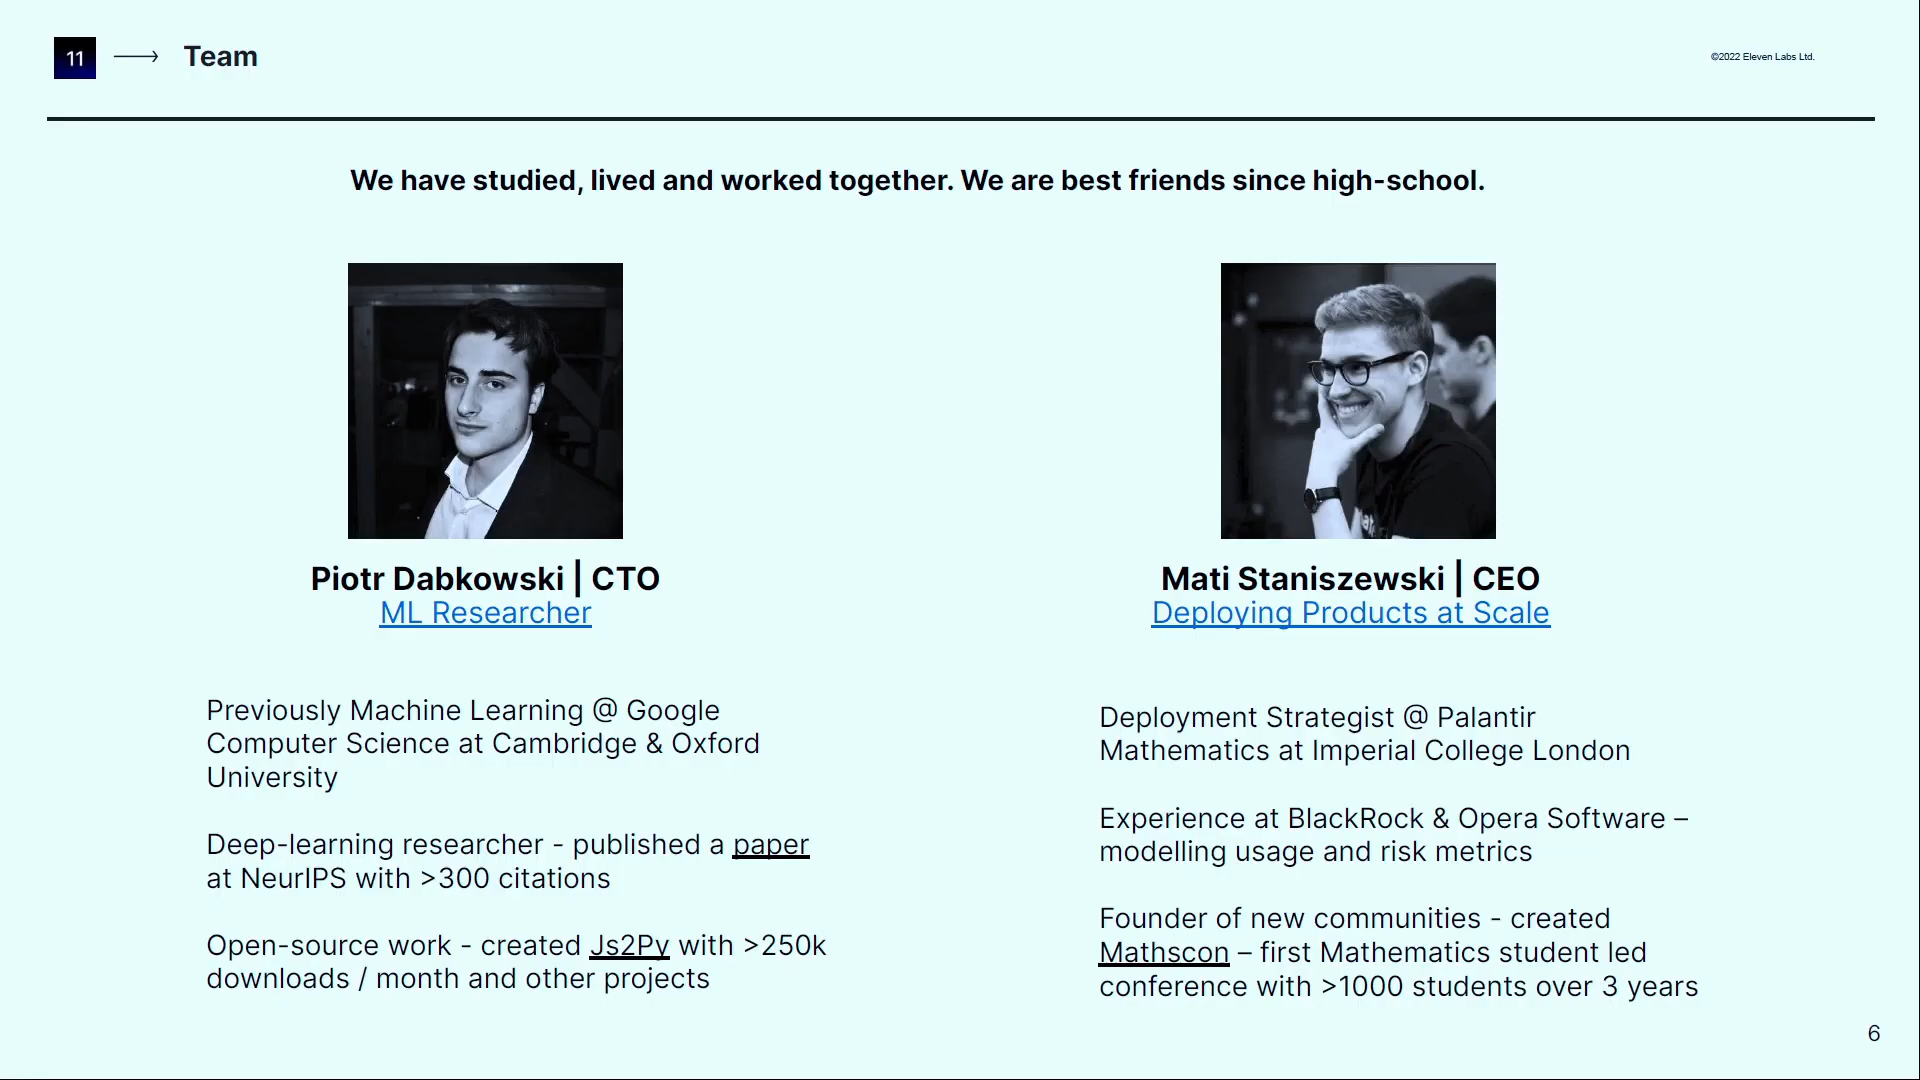 11
Team
©2022 Eleven Labs Ltd.
We have studied, lived and worked together. We are best friends since high-school.
Piotr Dabkowski | CTO
ML Researcher
Previously Machine Learning @ Google
Computer Science at Cambridge & Oxford
University
Deep-learning researcher - published a paper
at NeurIPS with >300 citations
Open-source work - created Js2Py with >250k
downloads / month and other projects
Mati Staniszewski | CEO
Deploying Products at Scale
Deployment Strategist @ Palantir
Mathematics at Imperial College London
Experience at BlackRock & Opera Software –
modelling usage and risk metrics
Founder of new communities - created
Mathscon – first Mathematics student led
conference with >1000 students over 3 years
6